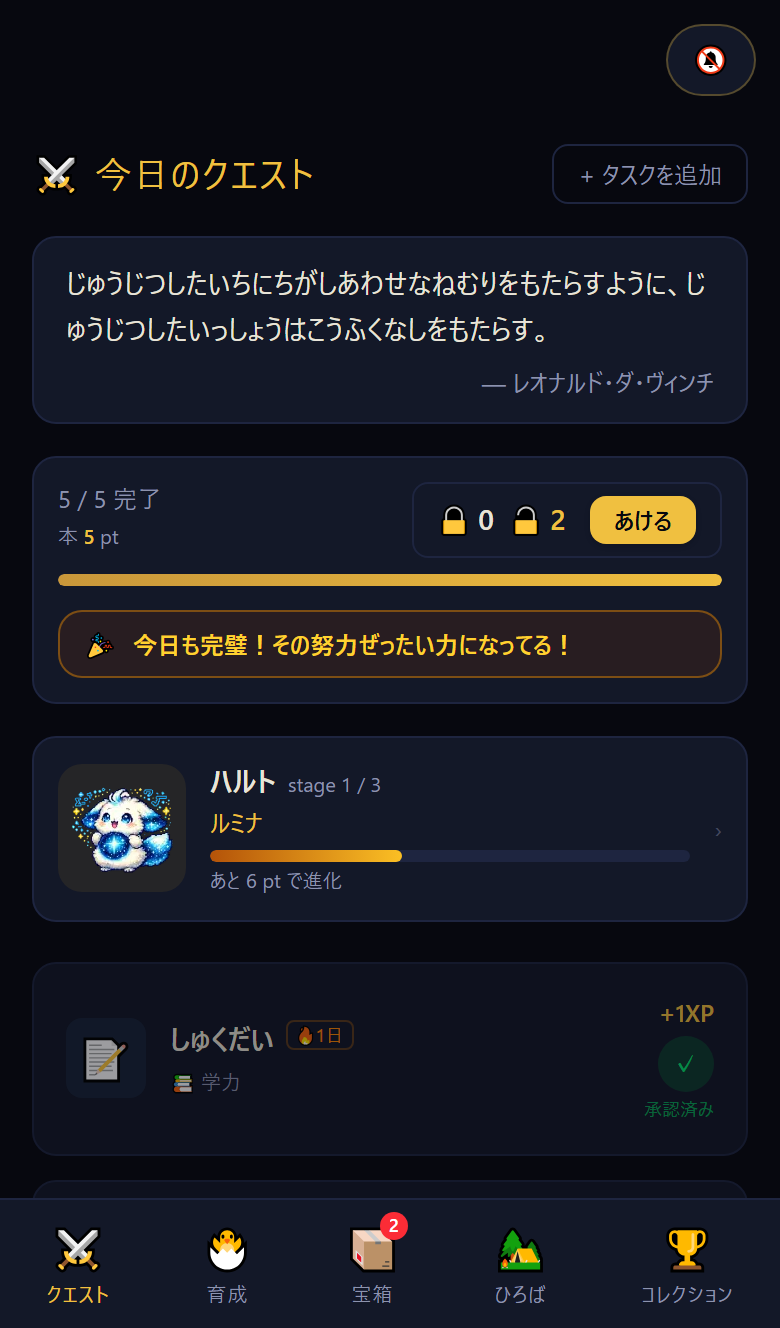 今日のクエスト
+ タスクを追加
じゅうじつしたいちにちがしあわせなねむりをもたらすように、じ
ゅうじつしたいっしょうはこうふくなしをもたらす。
— レオナルド・ダ・ヴィンチ
5 / 5 完了
本 5 pt
0 2 あける
今日も完璧！その努力ぜったい力になってる！
ハルト stage 1 / 3
ルミナ
›
あと 6 pt で進化
+1XP
しゅくだい 1日
✓
学力
承認済み
2
クエスト 育成 宝箱 ひろば コレクション